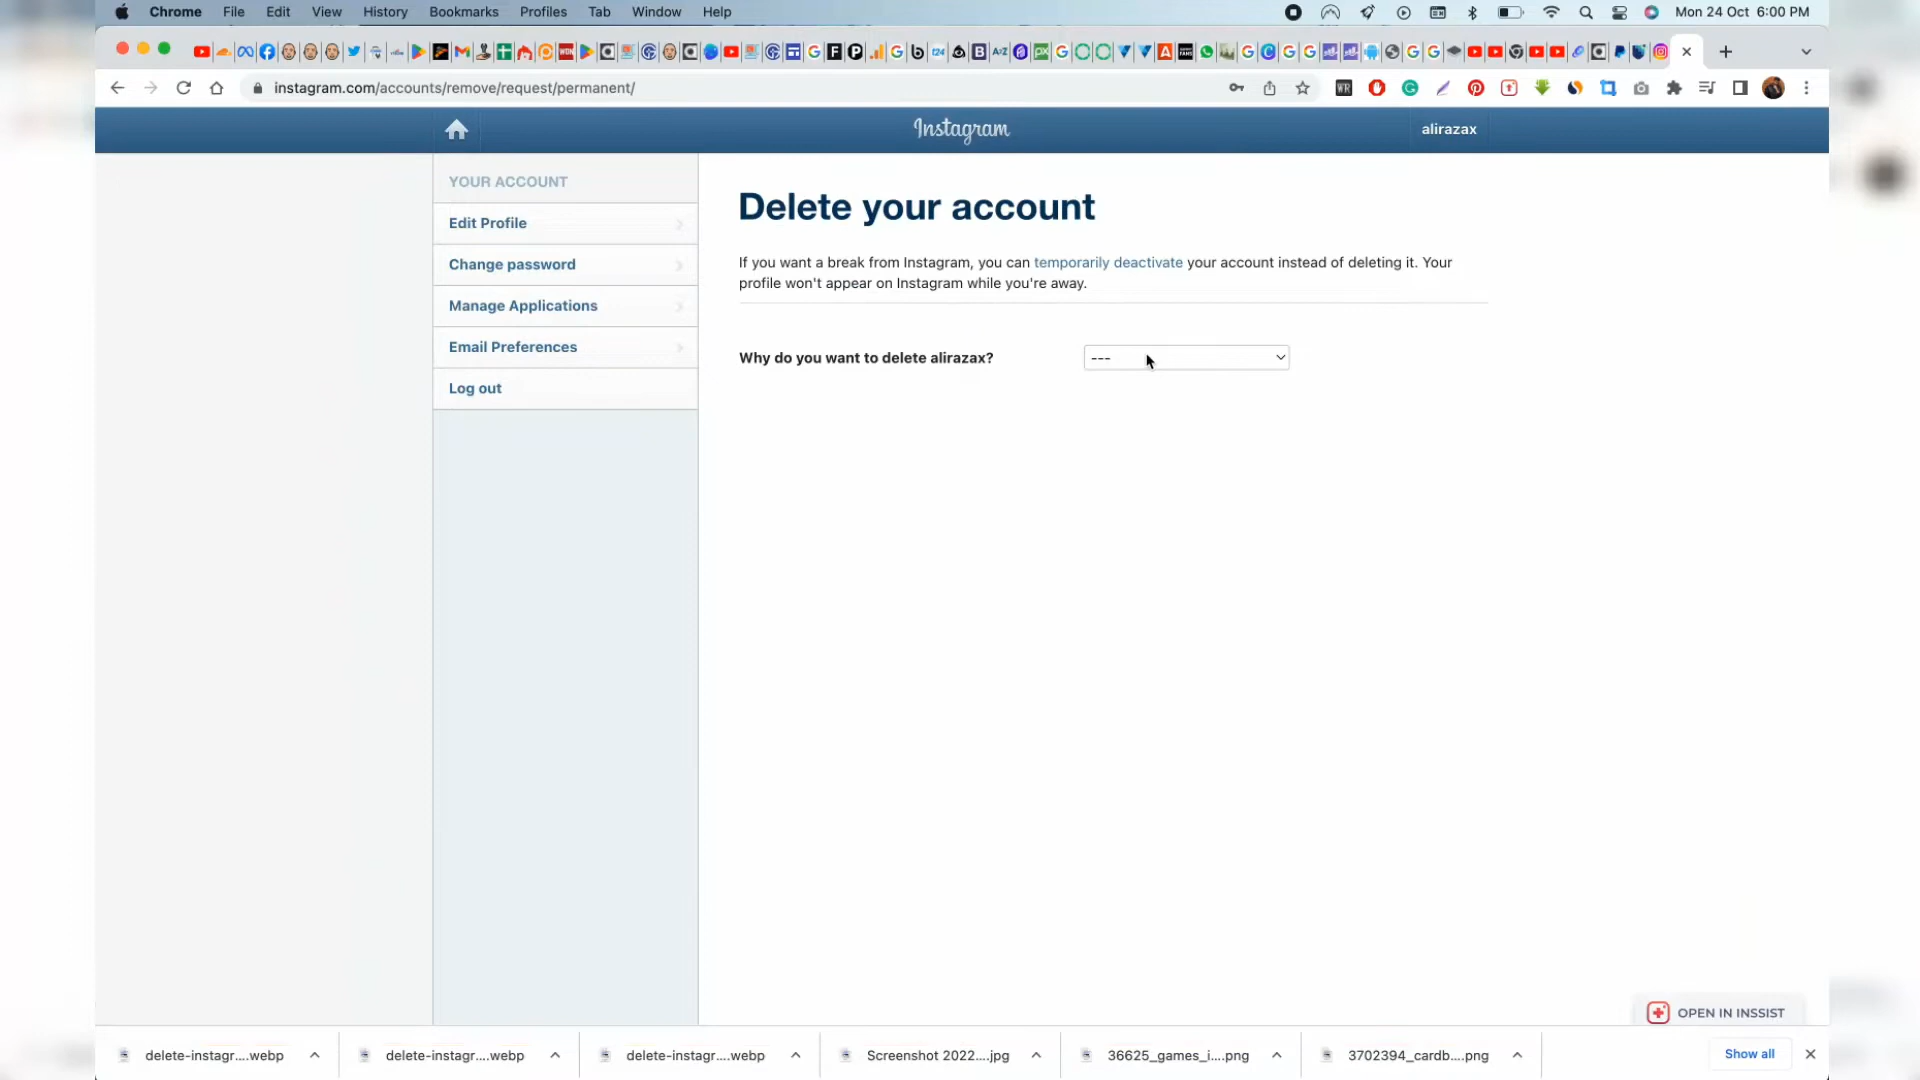 Chrome File Edit View History Bookmarks Profiles Tab Window Help
Mon 24 Oct 6:00 PM
instagram.com/accounts/remove/request/permanent/
Instagram
alirazax
YOUR ACCOUNT
Edit Profile
Change password
Manage Applications
Email Preferences
Log out
Delete your account
If you want a break from Instagram, you can temporarily deactivate your account instead of deleting it. Your
profile won't appear on Instagram while you're away.
Why do you want to delete alirazax?
---
OPEN IN INSSIST
delete-instagr....webp
delete-instagr....webp
delete-instagr....webp
Screenshot 2022....jpg
36625_games_i....png
3702394_cardb....png
Show all